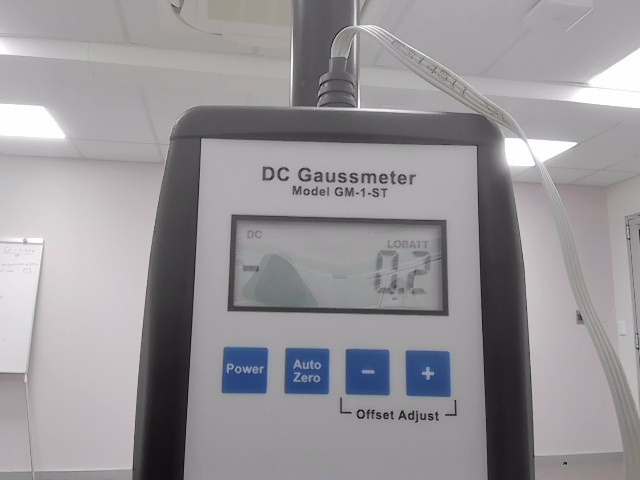 DC Gaussmeter
Model GM-1-ST
DC
LOBATT
- 0.2
Power
Auto
Zero
-
+
Offset Adjust